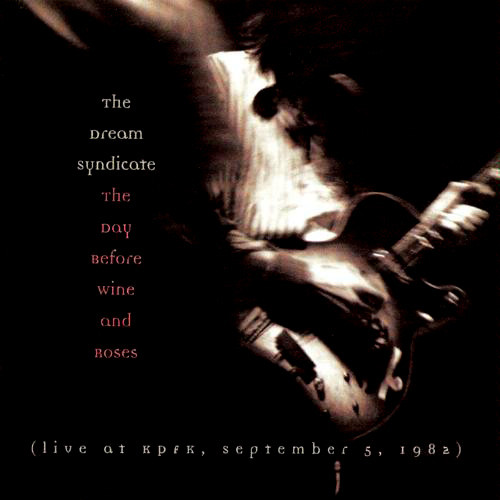 The
Dream
Syndicate
The
Day
Before
Wine
and
Roses
(live at KPFK, september 5, 1982)